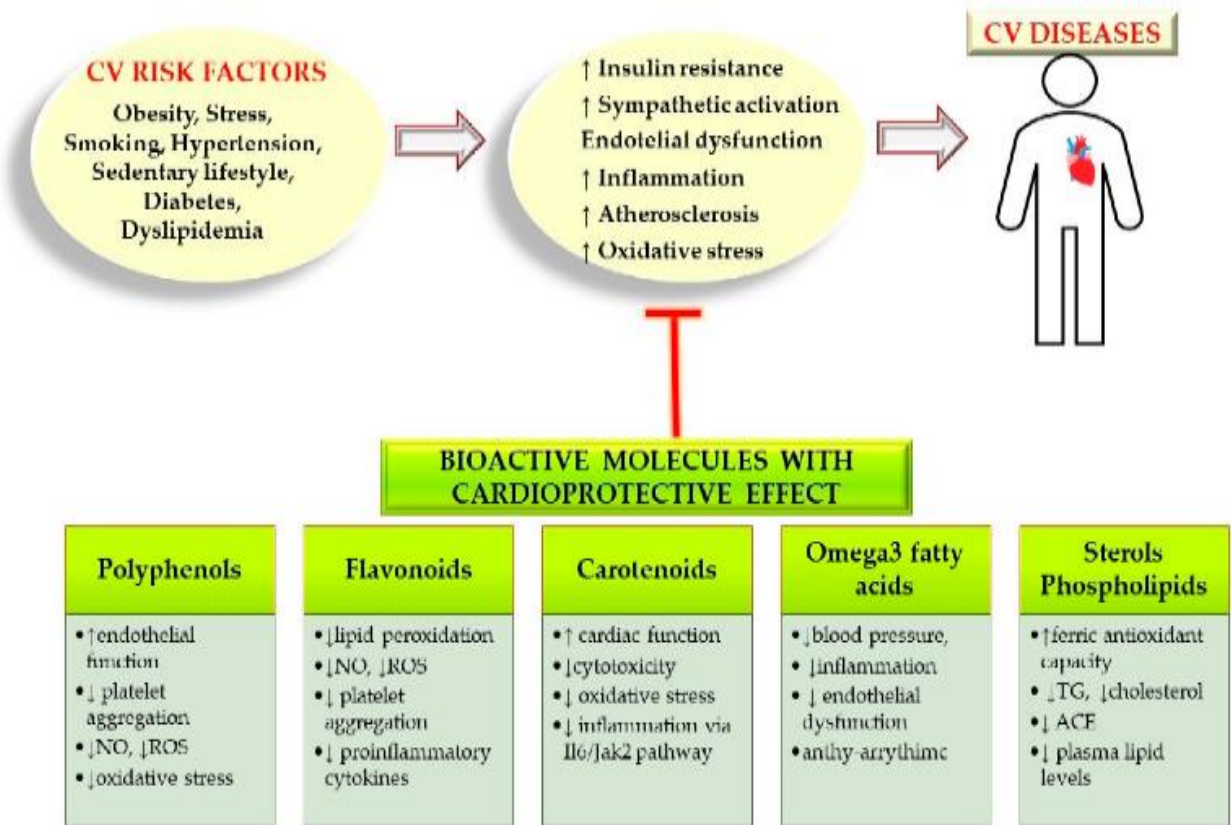 CV RISK FACTORS
Obesity, Stress,
Smoking, Hypertension,
Sedentary lifestyle,
Diabetes,
Dyslipidemia
↑ Insulin resistance
↑ Sympathetic activation
Endotelial dysfunction
↑ Inflammation
↑ Atherosclerosis
↑ Oxidative stress
CV DISEASES
BIOACTIVE MOLECULES WITH
CARDIOPROTECTIVE EFFECT
Polyphenols
•↑endothelial
function
•↓ platelet
aggregation
•↓NO, ↓ROS
•↓oxidative stress
Flavonoids
•↓lipid peroxidation
•↓NO, ↓ROS
•↓ platelet
aggregation
•↓ proinflammatory
cytokines
Carotenoids
•↑ cardiac function
•↓cytotoxicity
•↓ oxidative stress
•↓ inflammation via
Il6/Jak2 pathway
Omega3 fatty
acids
•↓blood pressure,
•↓inflammation
•↓ endothelial
dysfunction
•anthy-arrythimc
Sterols
Phospholipids
•↑ferric antioxidant
capacity
•↓TG, ↓cholesterol
•↓ ACE
•↓ plasma lipid
levels